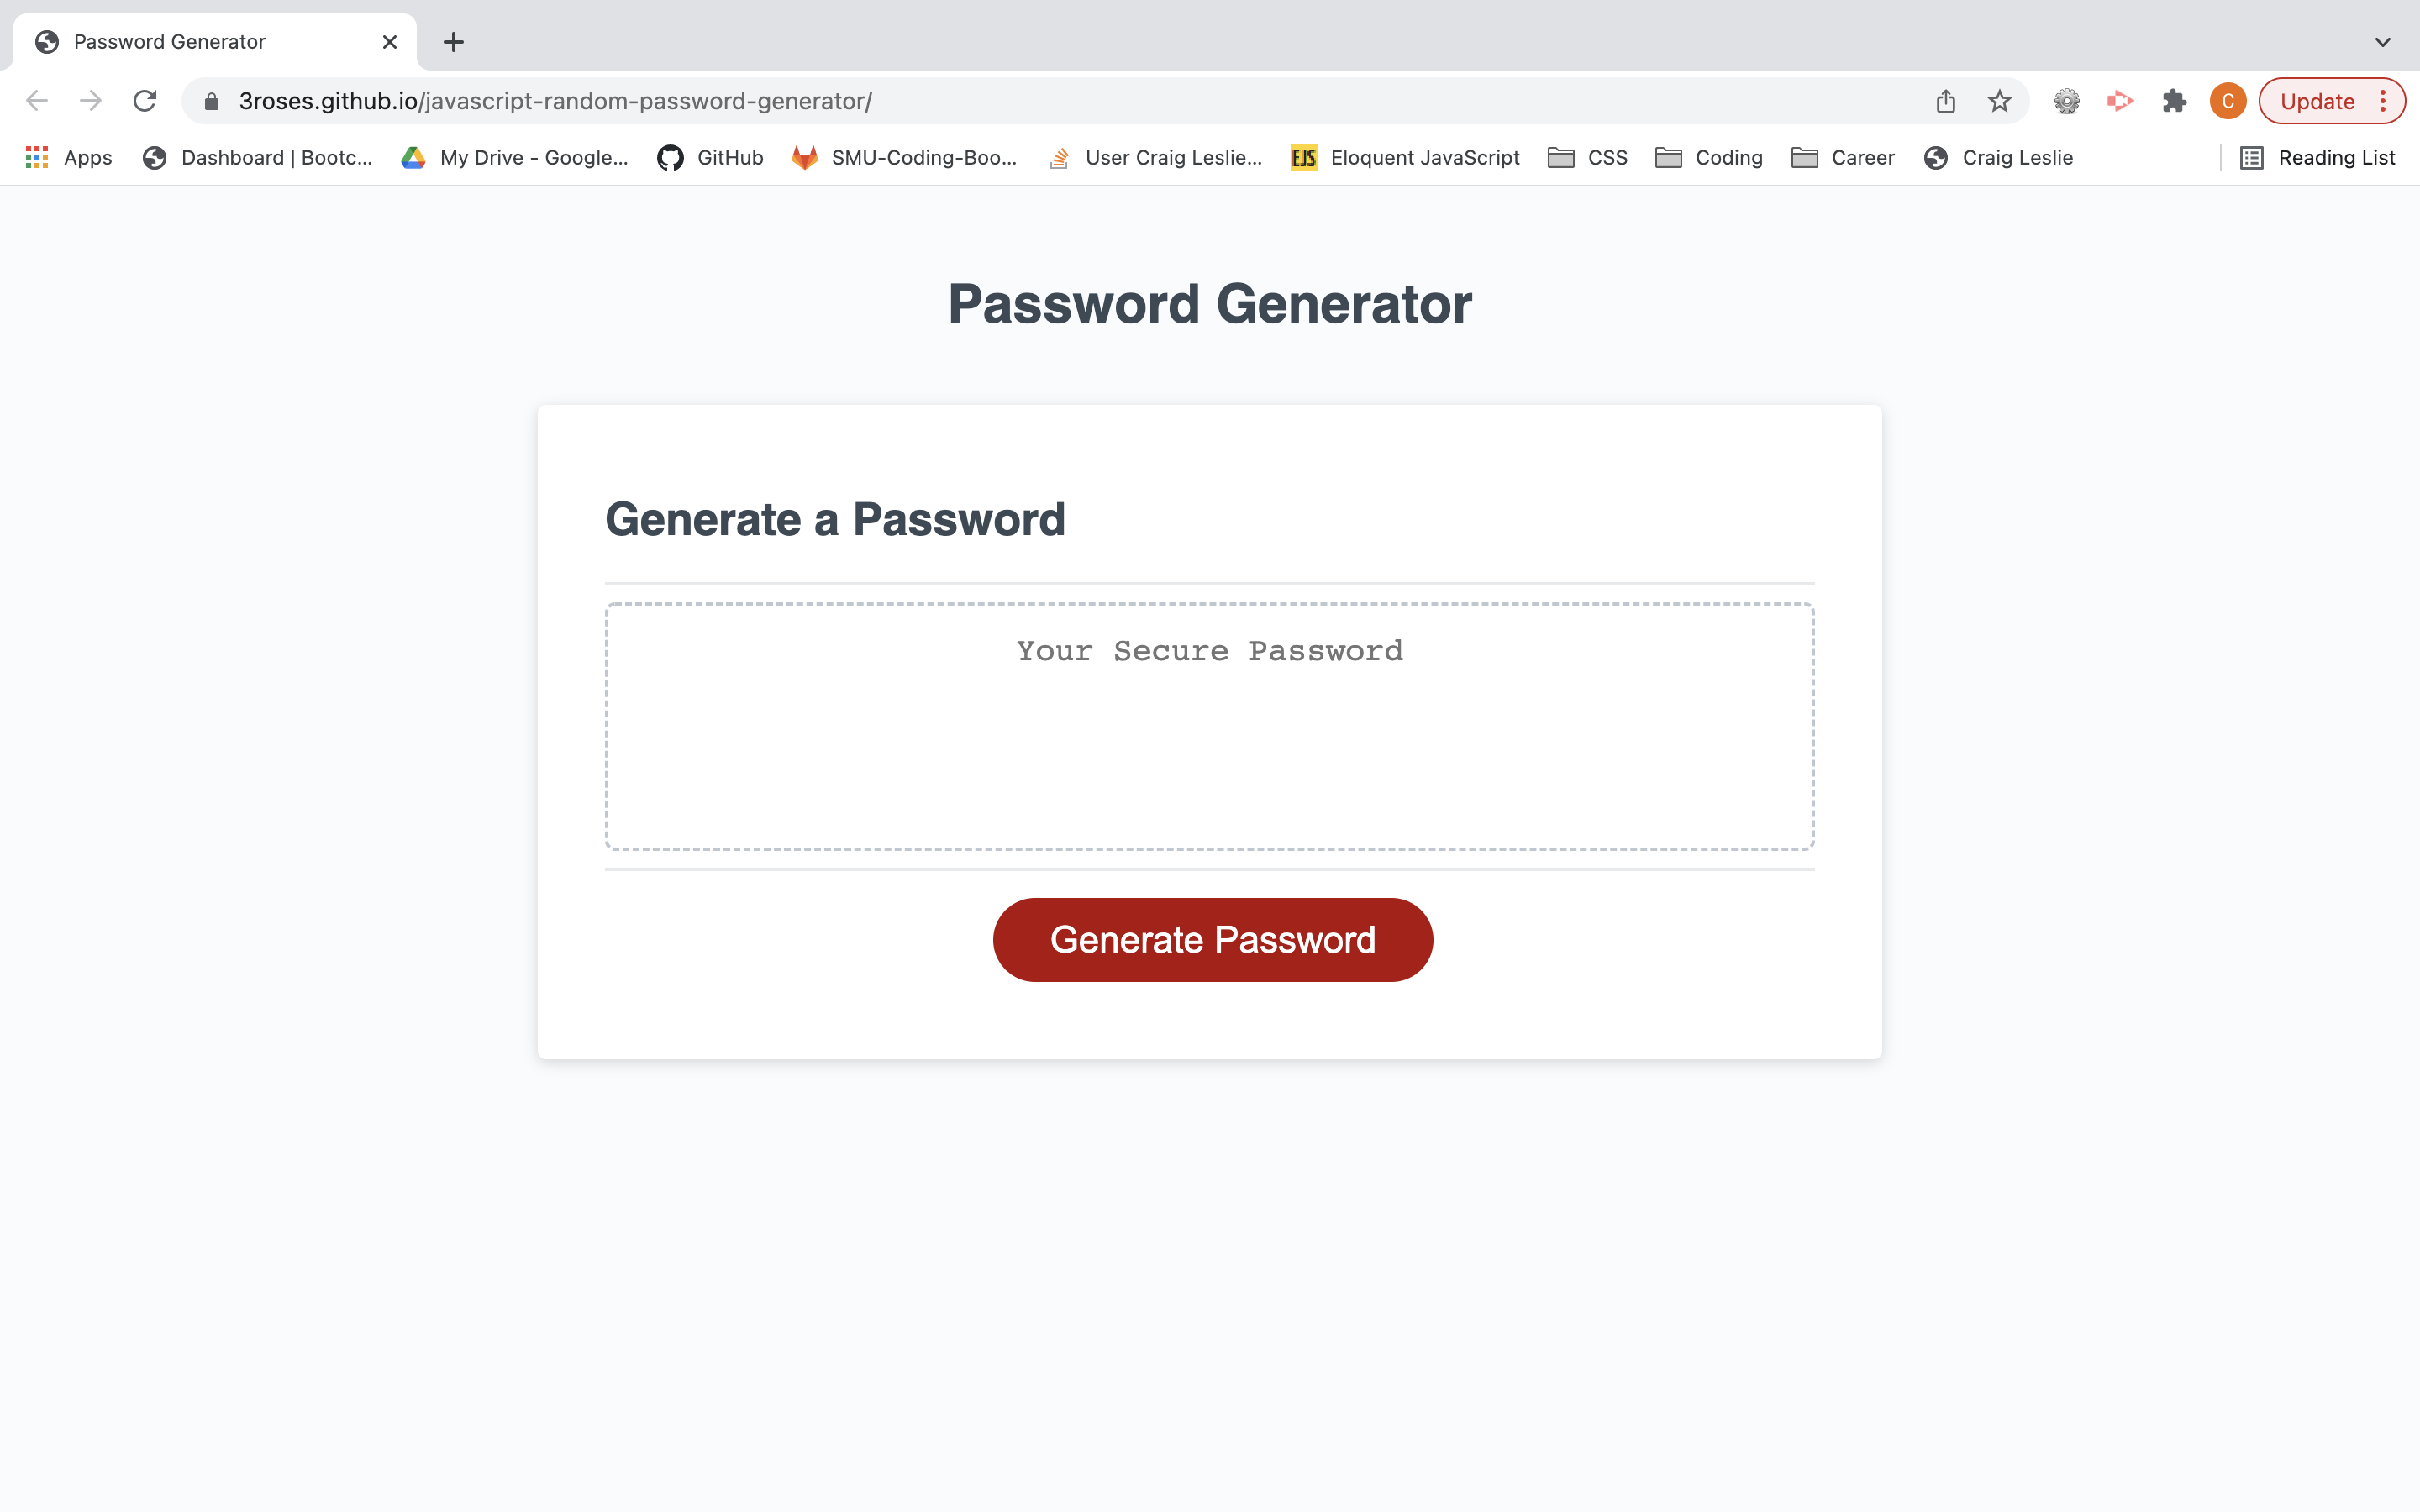 Password Generator
3roses.github.io/javascript-random-password-generator/
C
Update
Apps
Dashboard | Bootc...
My Drive - Google...
GitHub
SMU-Coding-Boo...
User Craig Leslie...
EJS
Eloquent JavaScript
CSS
Coding
Career
Craig Leslie
Reading List
Password Generator
Generate a Password
Your Secure Password
Generate Password